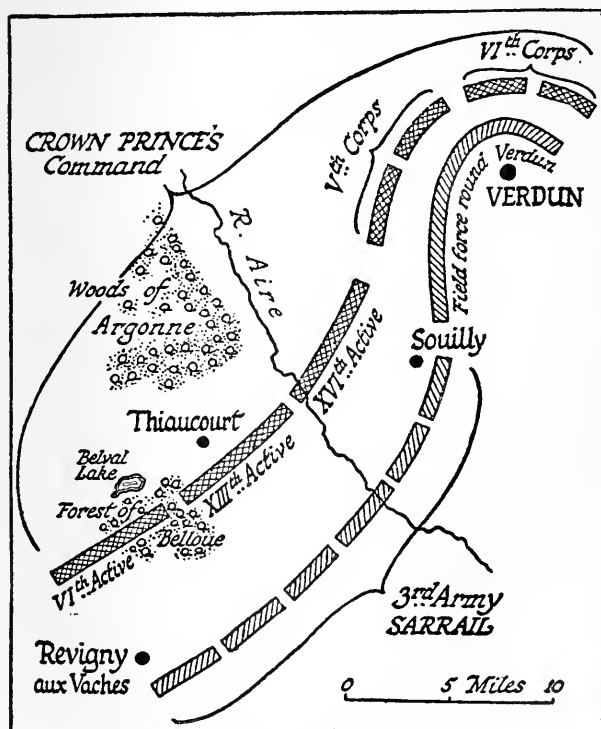 VIth Corps
Vth Corps
CROWN PRINCE'S
Command
Field force round Verdun
VERDUN
R. Aire
Woods of
Argonne
XVIth Active
Souilly
Thiaucourt
XIIIth Active
Belval
Lake
Forest of
Belloue
VIth Active
3rd Army
SARRAIL
Revigny
aux Vaches
0 5 Miles 10